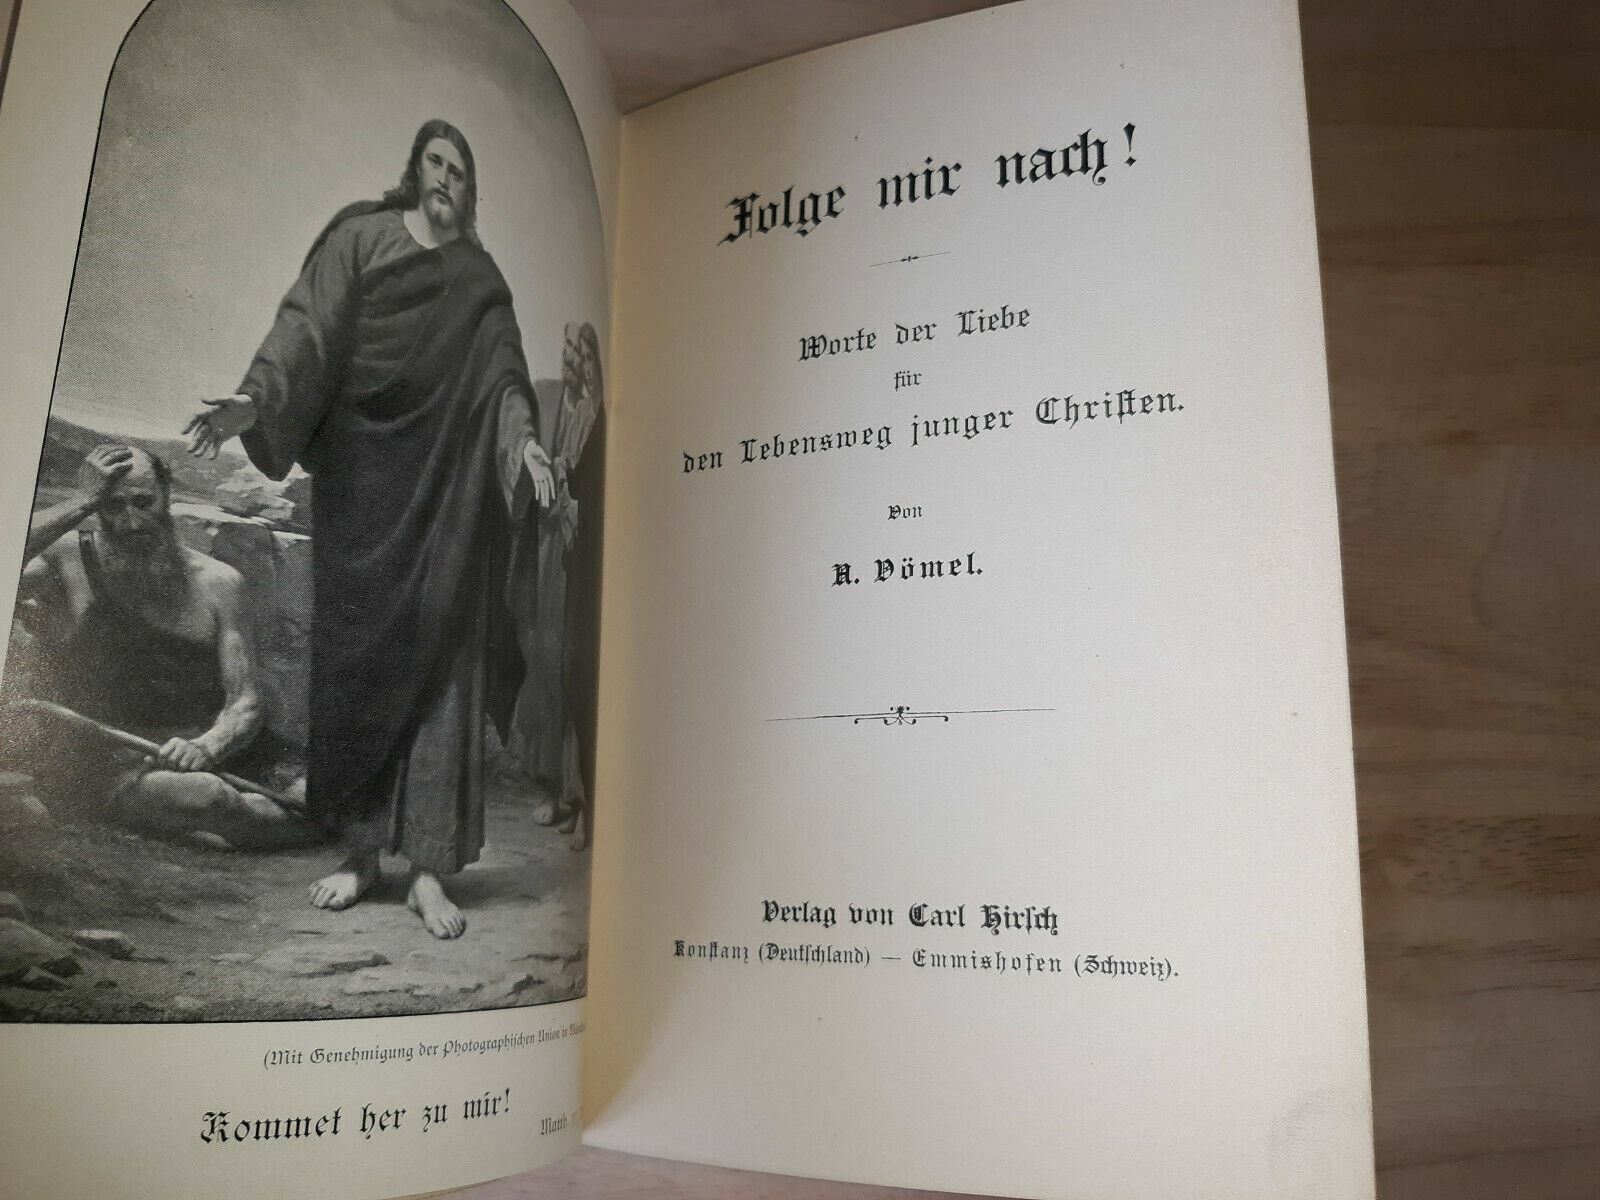 (Mit Genehmigung der Photographischen Union in
Kommet her zu mir!
Matth.
Folge mir nach!
Worte der Liebe
für
den Lebensweg junger Christen.
Von
A. Vömel.
Verlag von Carl Hirsch
Konstanz (Deutschland) — Emmishofen (Schweiz).